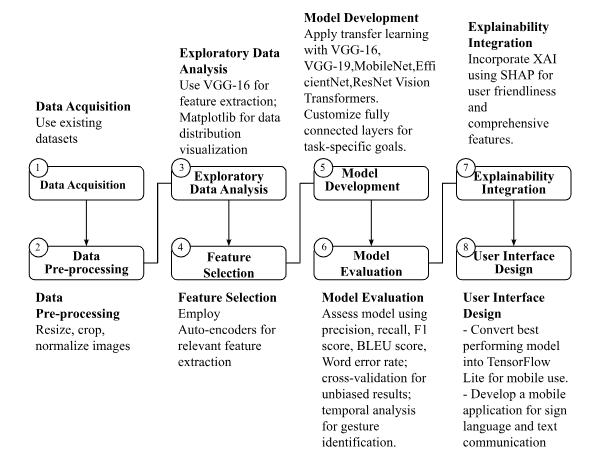 Data Acquisition
Use existing
datasets
Exploratory Data
Analysis
Use VGG-16 for
feature extraction;
Matplotlib for data
distribution
visualization
Model Development
Apply transfer learning
with VGG-16,
VGG-19,MobileNet,Effi
cientNet,ResNet Vision
Transformers.
Customize fully
connected layers for
task-specific goals.
Explainability
Integration
Incorporate XAI
using SHAP for
user friendliness
and
comprehensive
features.
1
Data Acquisition
3
Exploratory
Data Analysis
5
Model
Development
7
Explainability
Integration
2
Data
Pre-processing
4
Feature
Selection
6
Model
Evaluation
8
User Interface
Design
Data
Pre-processing
Resize, crop,
normalize images
Feature Selection
Employ
Auto-encoders for
relevant feature
extraction
Model Evaluation
Assess model using
precision, recall, F1
score, BLEU score,
Word error rate;
cross-validation for
unbiased results;
temporal analysis
for gesture
identification.
User Interface
Design
- Convert best
performing model
into TensorFlow
Lite for mobile use.
- Develop a mobile
application for sign
language and text
communication